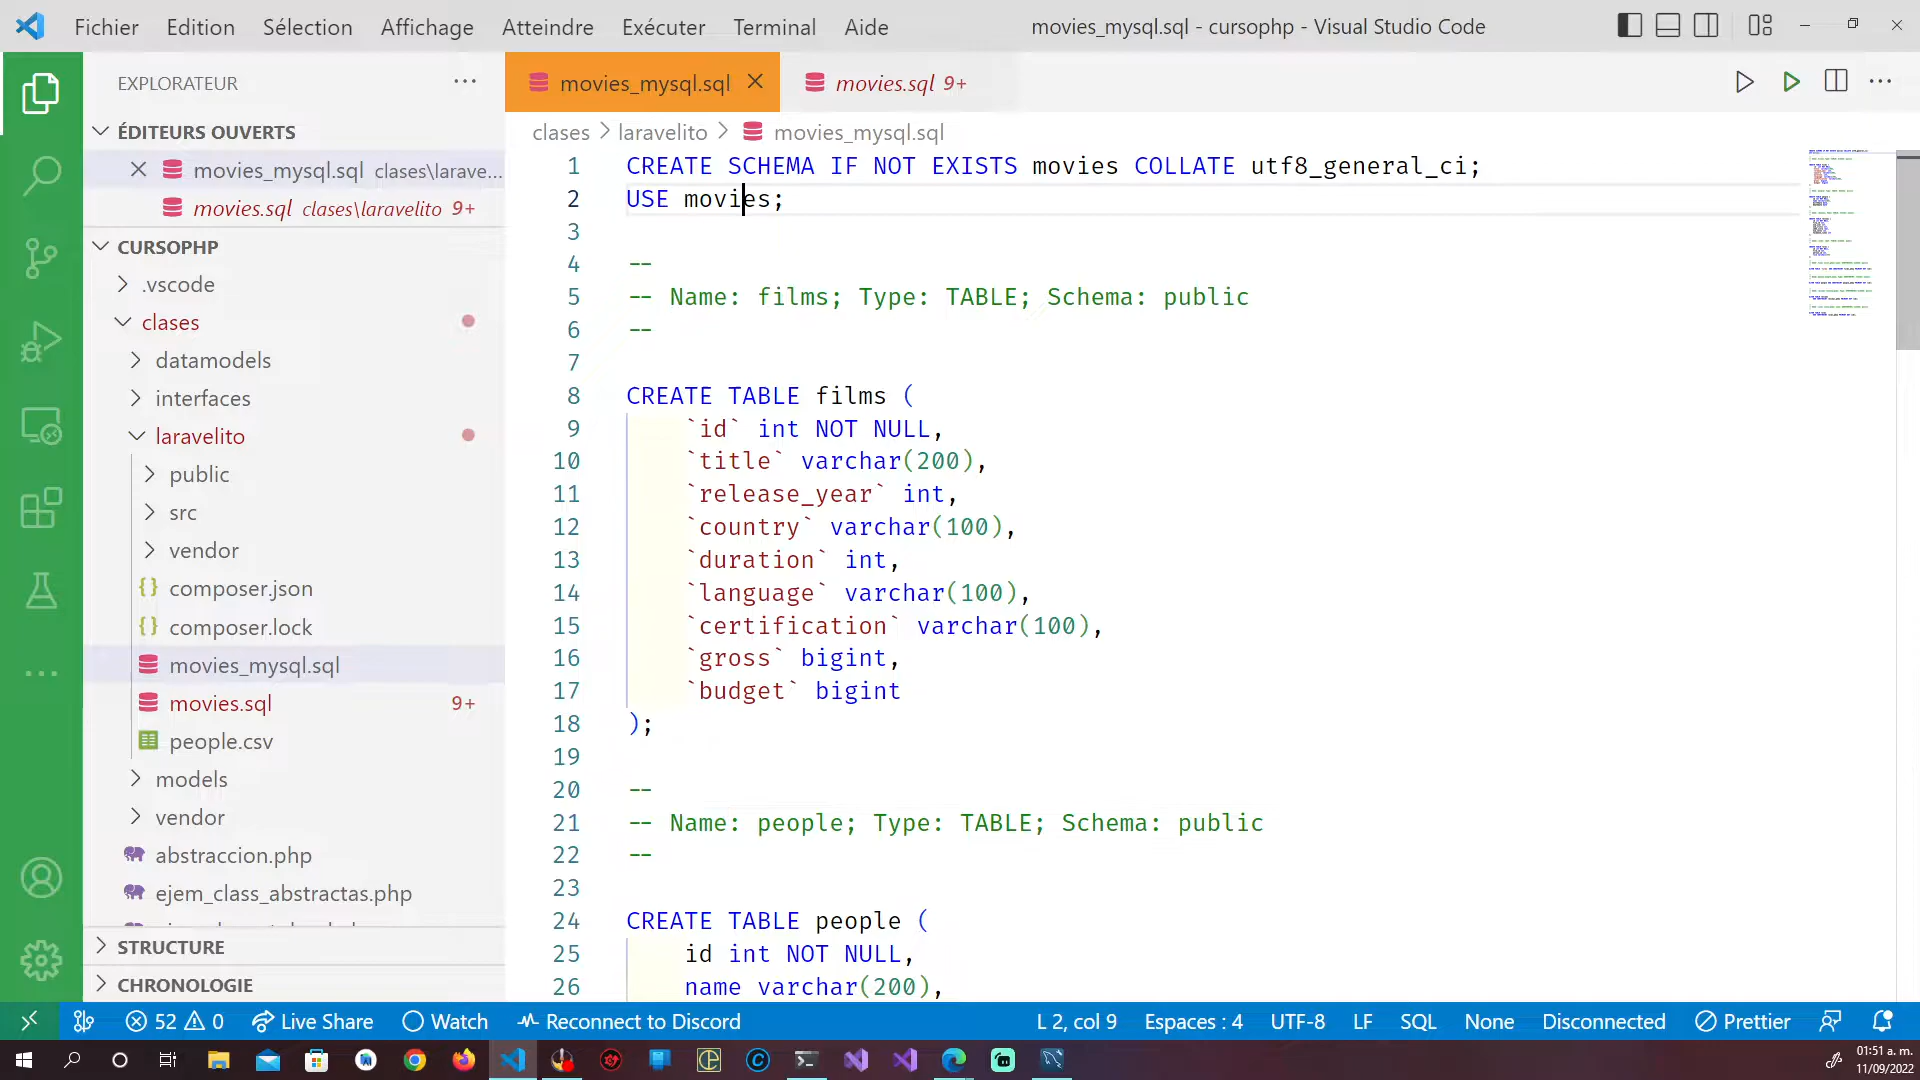 Fichier Edition Sélection Affichage Atteindre Exécuter Terminal Aide movies_mysql.sql - cursophp - Visual Studio Code
EXPLORATEUR
movies_mysql.sql
movies.sql 9+
ÉDITEURS OUVERTS
movies_mysql.sql clases\larave...
movies.sql clases\laravelito 9+
CURSOPHP
.vscode
clases
datamodels
interfaces
laravelito
public
src
vendor
composer.json
composer.lock
movies_mysql.sql
movies.sql 9+
people.csv
models
vendor
abstraccion.php
ejem_class_abstractas.php
STRUCTURE
CHRONOLOGIE
clases > laravelito > movies_mysql.sql
1 CREATE SCHEMA IF NOT EXISTS movies COLLATE utf8_general_ci;
2 USE movies;
3
4 --
5 -- Name: films; Type: TABLE; Schema: public
6 --
7
8 CREATE TABLE films (
9 `id` int NOT NULL,
10 `title` varchar(200),
11 `release_year` int,
12 `country` varchar(100),
13 `duration` int,
14 `language` varchar(100),
15 `certification` varchar(100),
16 `gross` bigint,
17 `budget` bigint
18 );
19
20 --
21 -- Name: people; Type: TABLE; Schema: public
22 --
23
24 CREATE TABLE people (
25 id int NOT NULL,
26 name varchar(200),
52 0 Live Share Watch Reconnect to Discord L 2, col 9 Espaces : 4 UTF-8 LF SQL None Disconnected Prettier
01:51 a. m.
11/09/2022